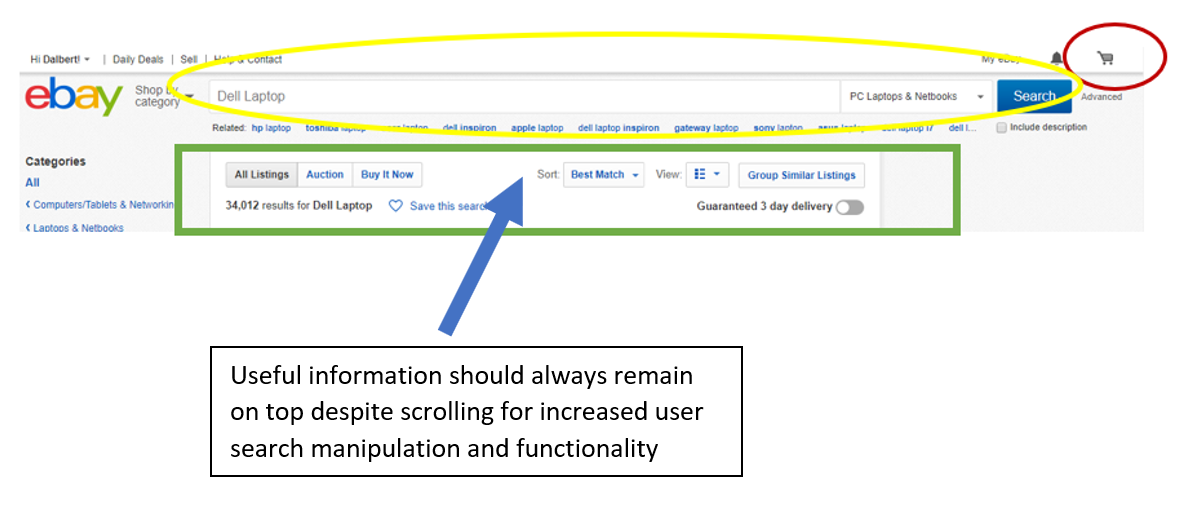 Hi Dalbert! | Daily Deals | Sell | Help & Contact My eBay
ebay Shop by category Dell Laptop PC Laptops & Netbooks Search Advanced
Related: hp laptop toshiba laptop laptop dell inspiron apple laptop dell laptop inspiron gateway laptop sony laptop asus laptop dell laptop i7 dell l... Include description
Categories
All
Computers/Tablets & Networkin
Laptops & Netbooks
All Listings Auction Buy It Now Sort: Best Match View: Group Similar Listings
34,012 results for Dell Laptop Save this search Guaranteed 3 day delivery
Useful information should always remain
on top despite scrolling for increased user
search manipulation and functionality